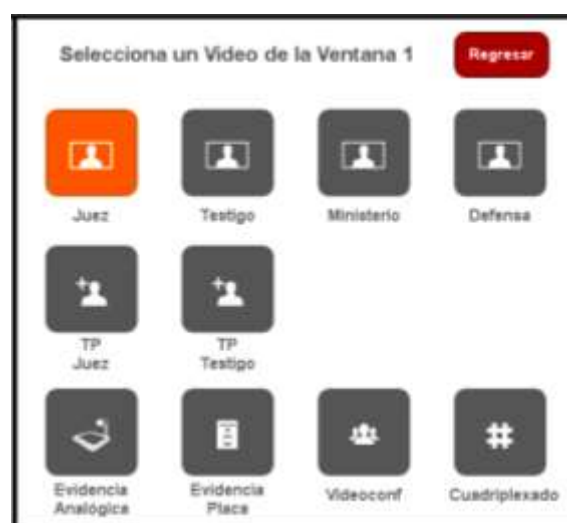 Selecciona un Video de la Ventana 1
Regresar
Juez
Testigo
Ministerio
Defensa
TP
Juez
TP
Testigo
Evidencia
Analógica
Evidencia
Placa
Videoconf
Cuadriplexado